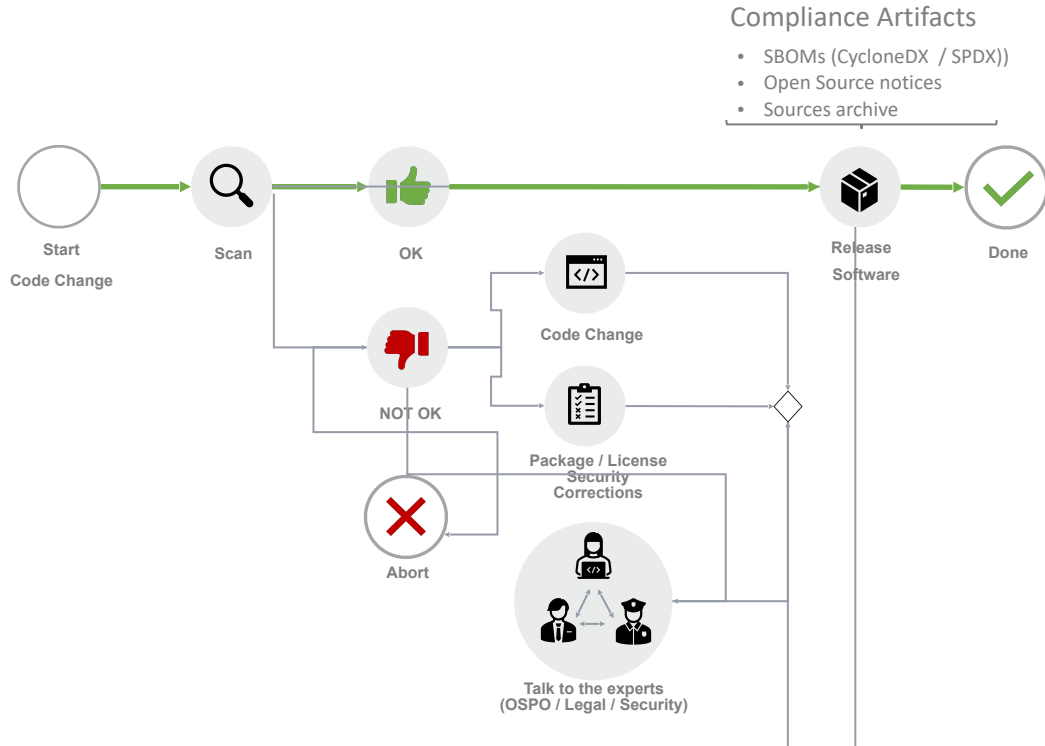 Compliance Artifacts
• SBOMs (CycloneDX / SPDX))
• Open Source notices
• Sources archive
Start
Code Change
Scan
OK
Release
Software
Done
</>
Code Change
NOT OK
Package / License
Security
Corrections
Abort
</>
Talk to the experts
(OSPO / Legal / Security)